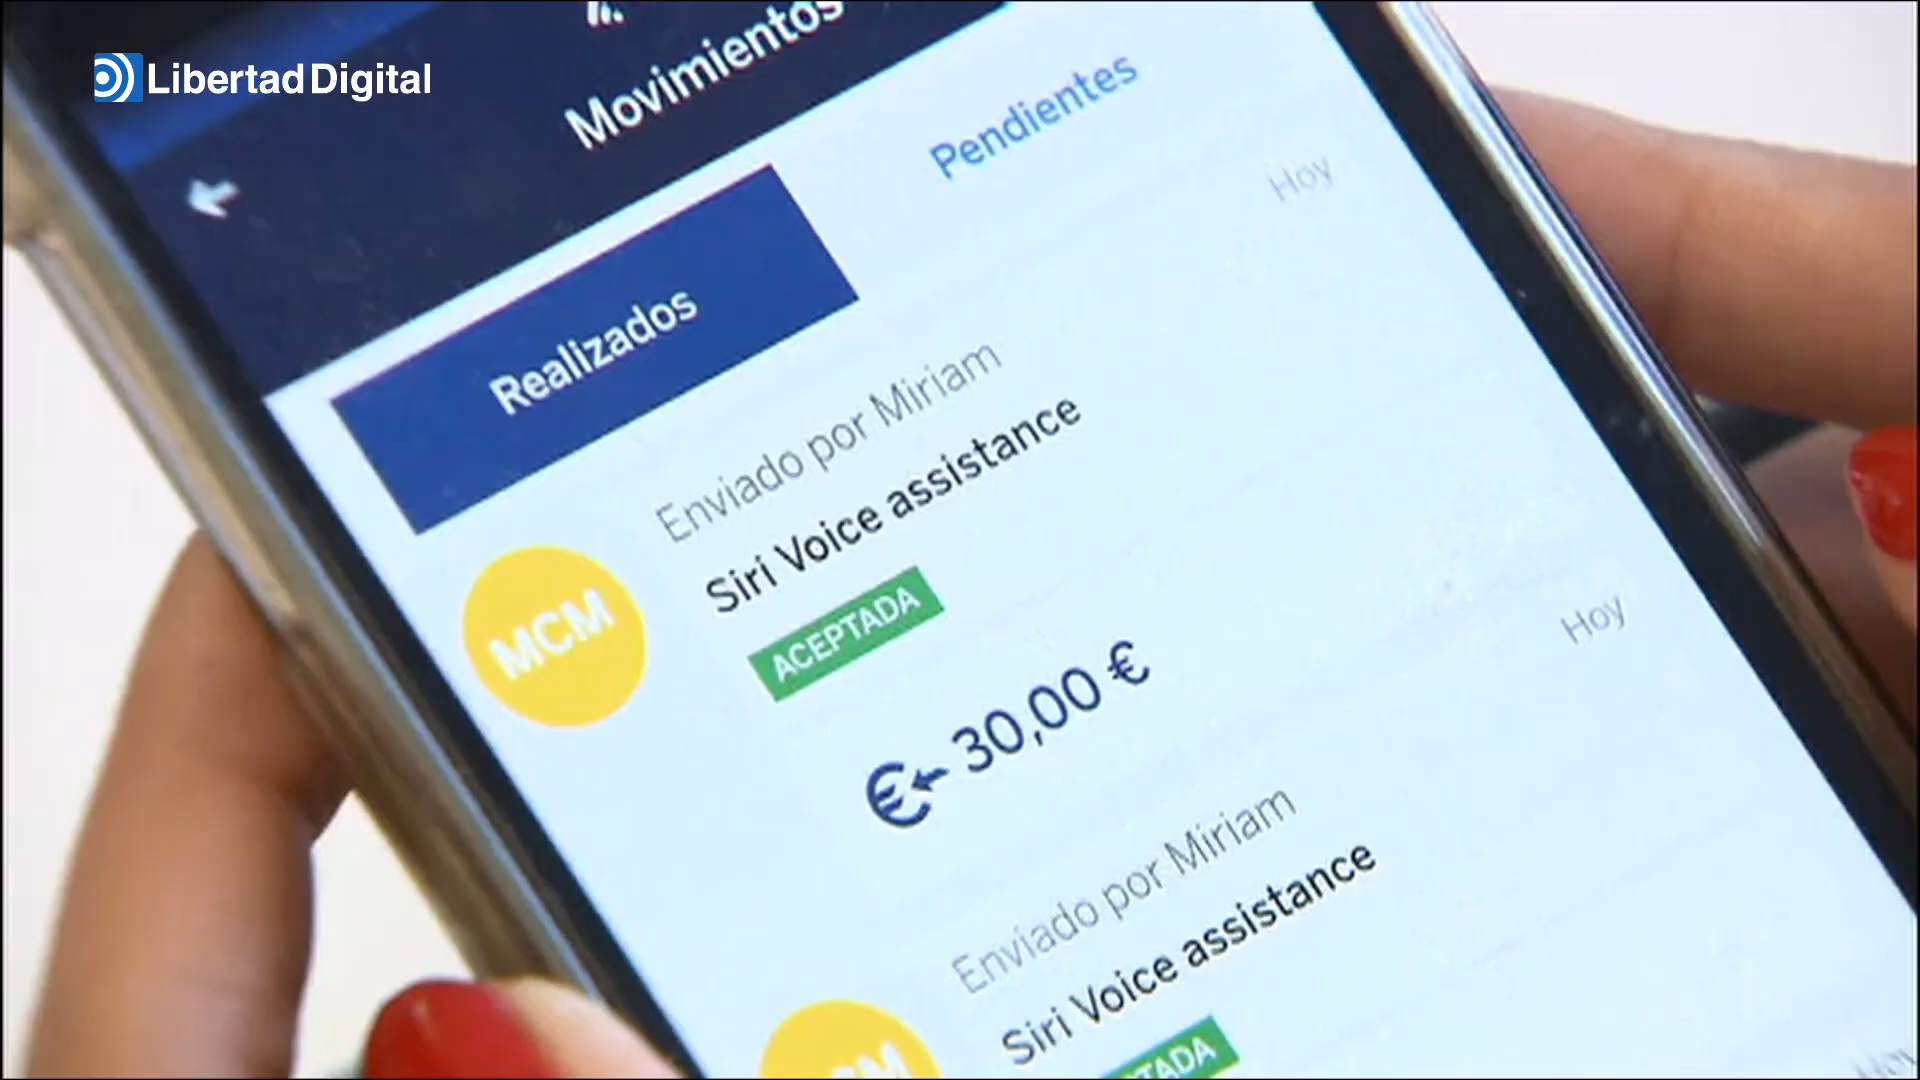 Libertad Digital
Movimientos
Realizados
Pendientes
Hoy
Enviado por Miriam
Siri Voice assistance
MCM
ACEPTADA
€ 30,00 €
Hoy
Enviado por Miriam
Siri Voice assistance